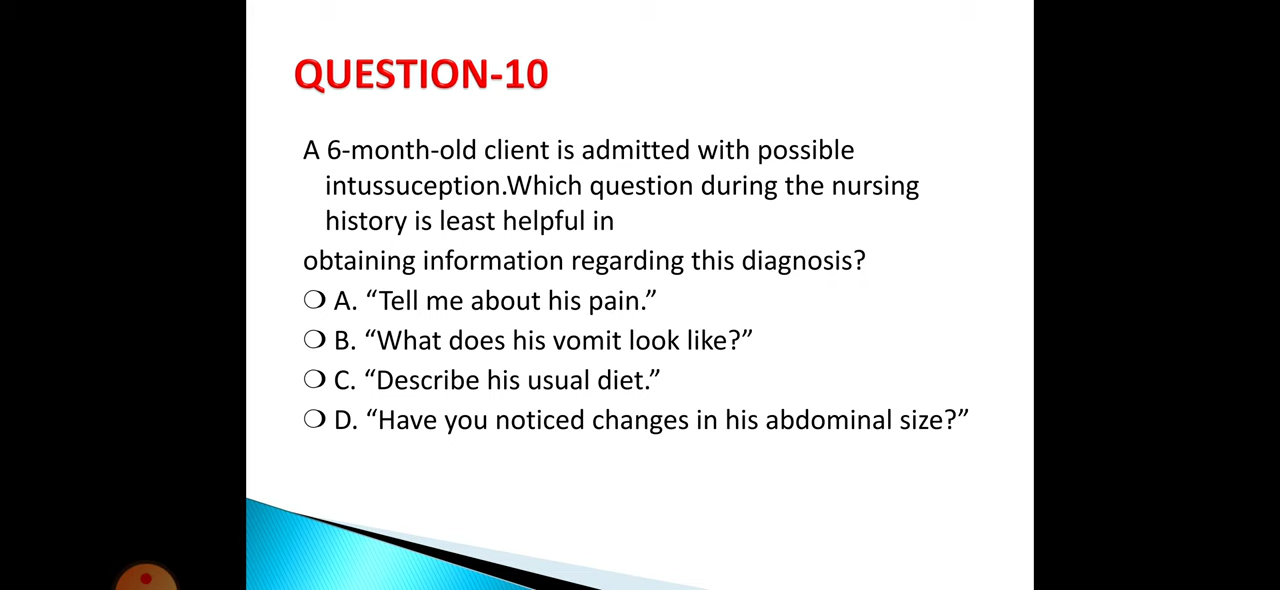 QUESTION-10
A 6-month-old client is admitted with possible
intussuception.Which question during the nursing
history is least helpful in
obtaining information regarding this diagnosis?
❍ A. “Tell me about his pain.”
❍ B. “What does his vomit look like?”
❍ C. “Describe his usual diet.”
❍ D. “Have you noticed changes in his abdominal size?”